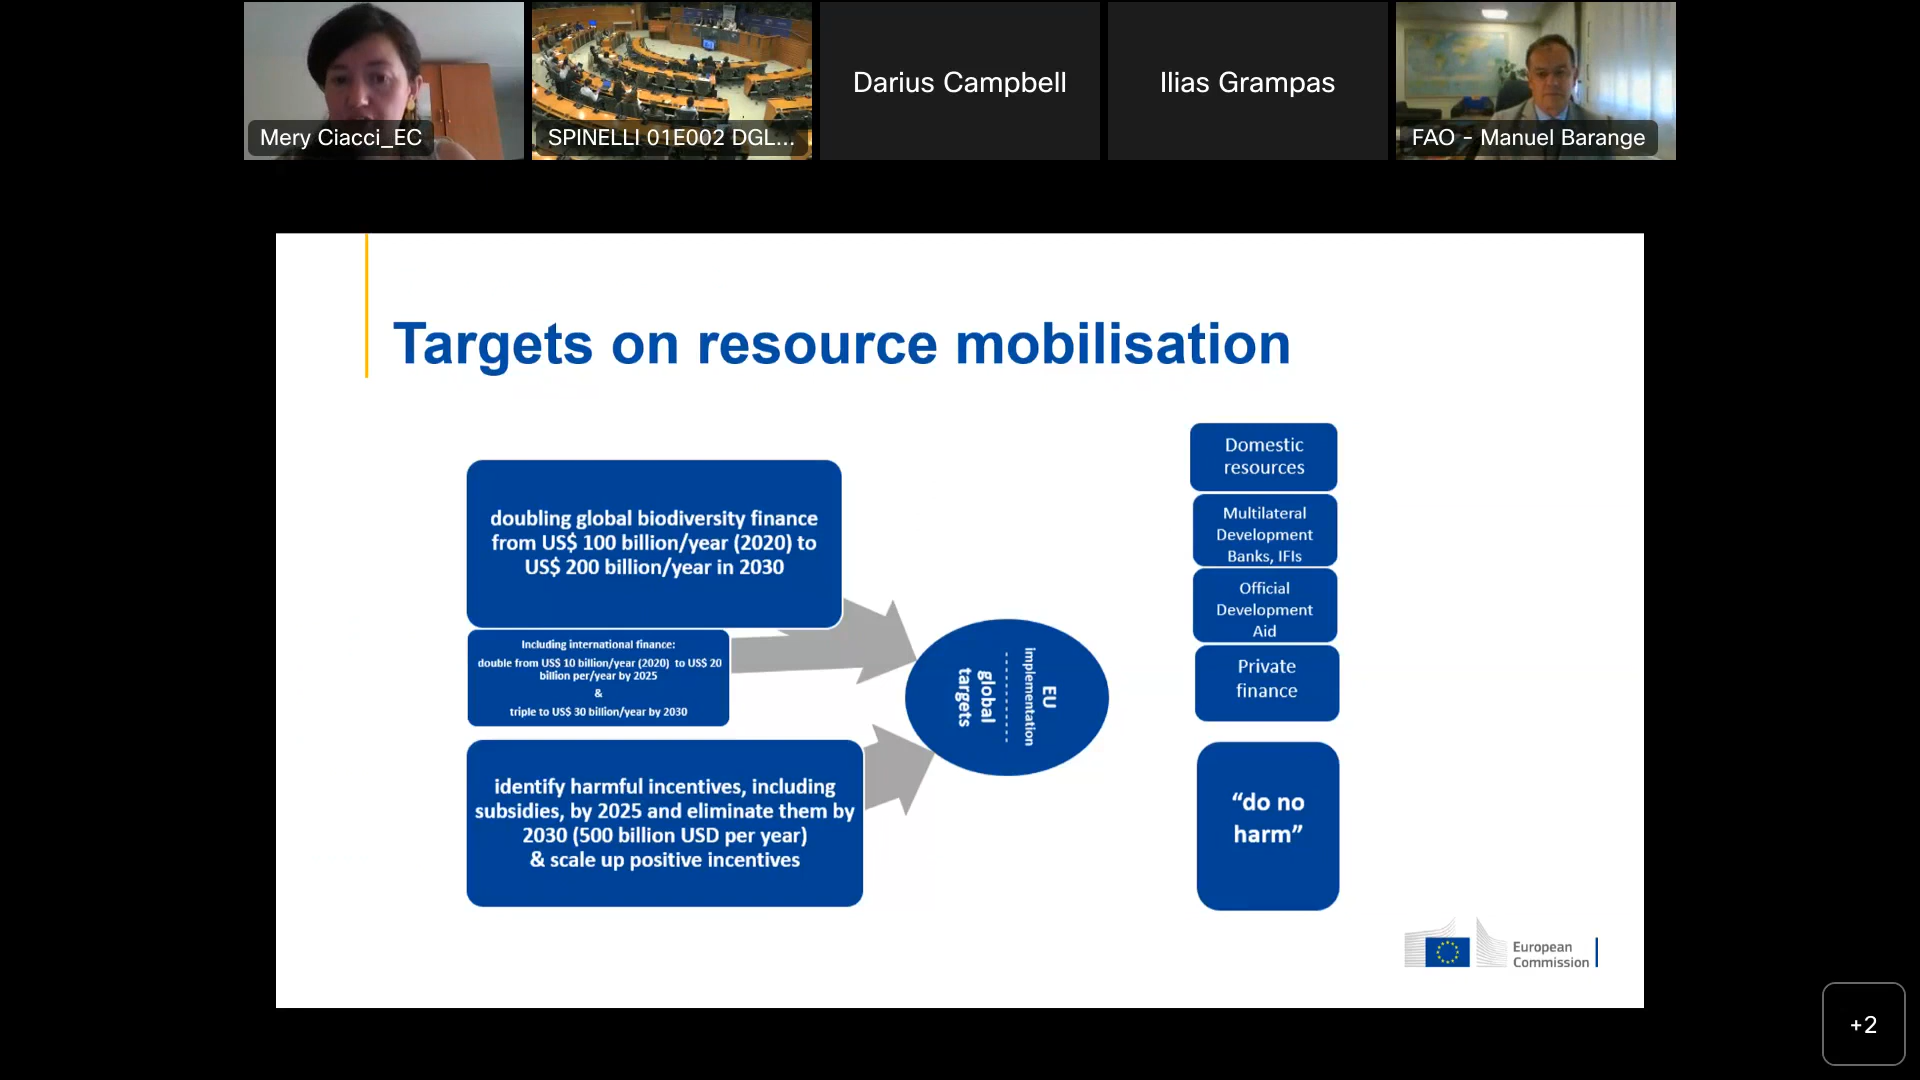 Mery Ciacci_EC
SPINELLI 01E002 DGL...
Darius Campbell
Ilias Grampas
FAO - Manuel Barange
Targets on resource mobilisation
doubling global biodiversity finance
from US$ 100 billion/year (2020) to
US$ 200 billion/year in 2030
Including international finance:
double from US$ 10 billion/year (2020) to US$ 20
billion per/year by 2025
&
triple to US$ 30 billion/year by 2030
identify harmful incentives, including
subsidies, by 2025 and eliminate them by
2030 (500 billion USD per year)
& scale up positive incentives
EU
implementation
global
targets
Domestic
resources
Multilateral
Development
Banks, IFIs
Official
Development
Aid
Private
finance
“do no
harm”
European
Commission
+2